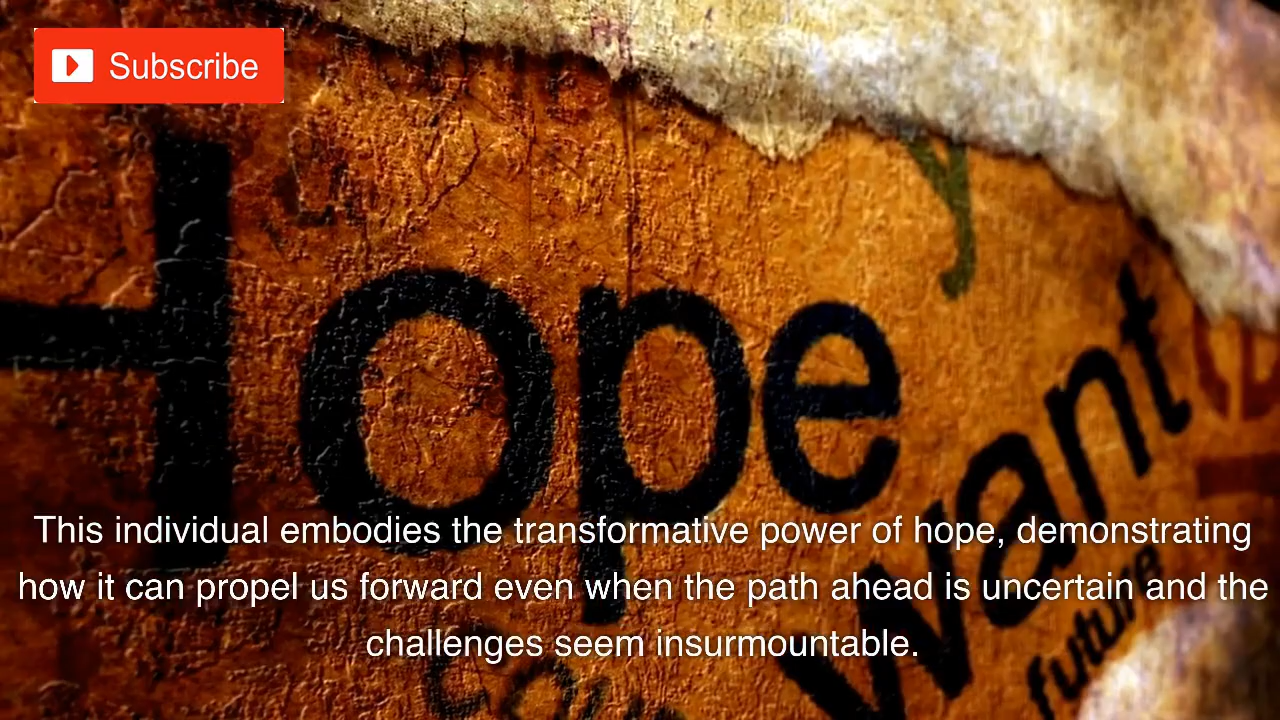 Subscribe
y
Hope
want
future
This individual embodies the transformative power of hope, demonstrating
how it can propel us forward even when the path ahead is uncertain and the
challenges seem insurmountable.